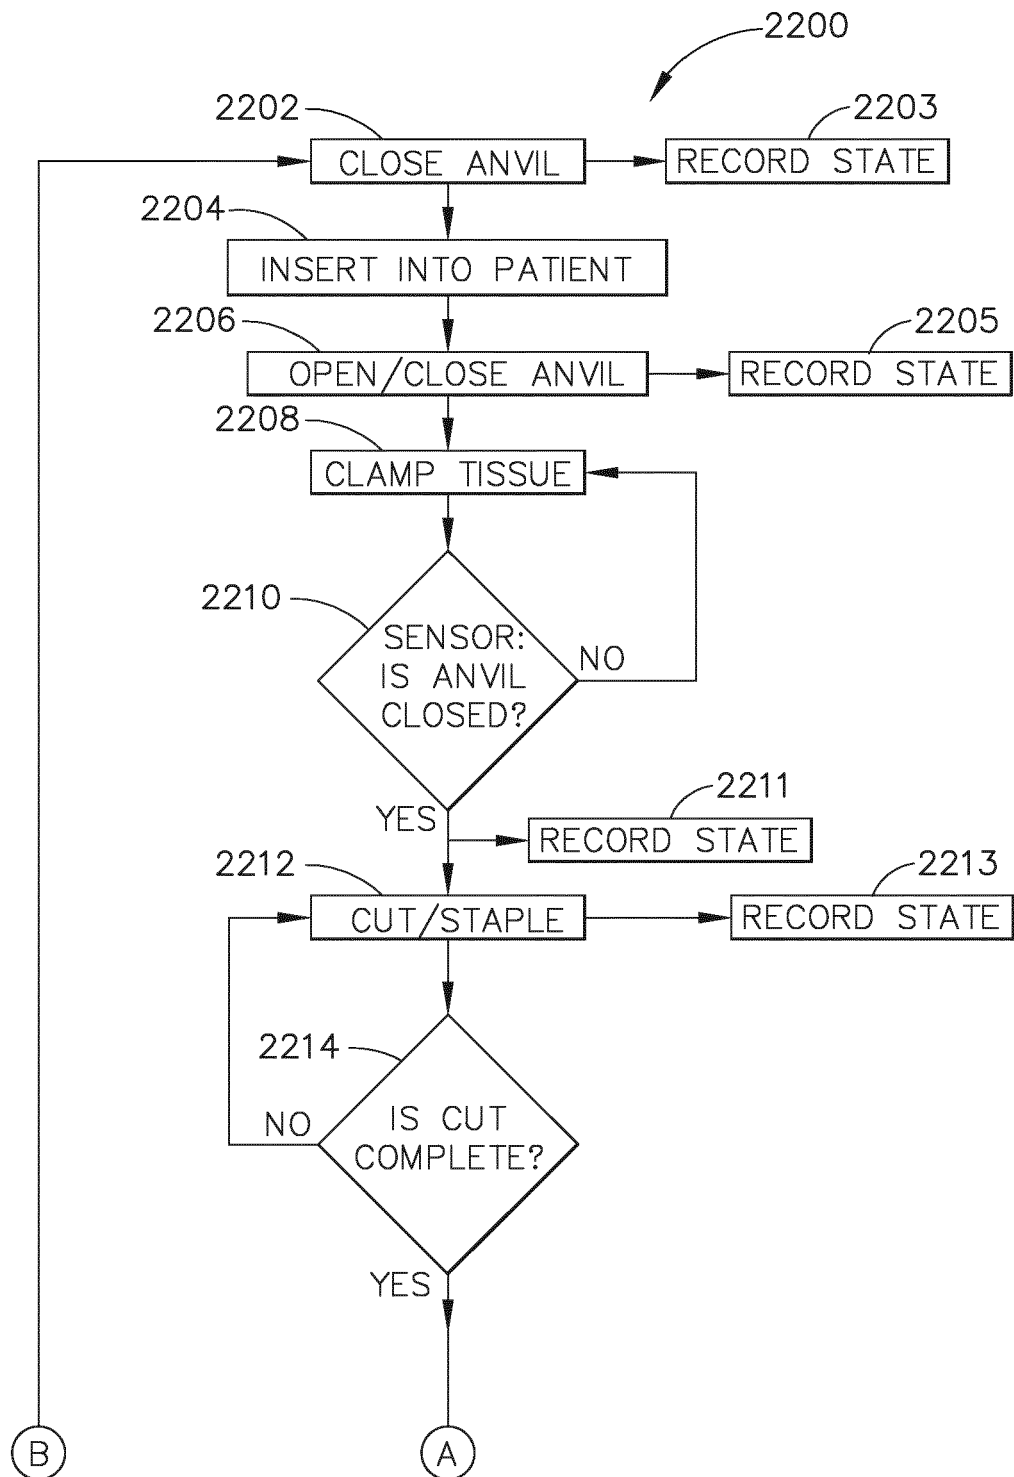 2200
2202
2203
CLOSE ANVIL
RECORD STATE
2204
INSERT INTO PATIENT
2206
2205
OPEN/CLOSE ANVIL
RECORD STATE
2208
CLAMP TISSUE
2210
SENSOR:
IS ANVIL
CLOSED?
NO
YES
2211
RECORD STATE
2212
2213
CUT/STAPLE
RECORD STATE
2214
IS CUT
COMPLETE?
NO
YES
B
A